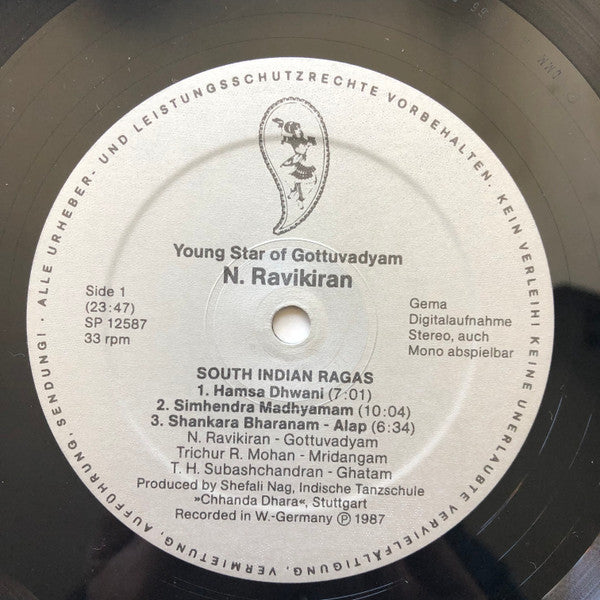 · ALLE URHEBER- UND LEISTUNGSSCHUTZRECHTE VORBEHALTEN. KEIN VERLEIH! KEINE UNERLAUBTE VERVIELFÄLTIGUNG, VERMIETUNG, AUFFÜHRUNG, SENDUNG!
Young Star of Gottuvadyam
N. Ravikiran
Side 1
(23:47)
SP 12587
33 rpm
Gema
Digitalaufnahme
Stereo, auch
Mono abspielbar
SOUTH INDIAN RAGAS
1. Hamsa Dhwani (7:01)
2. Simhendra Madhyamam (10:04)
3. Shankara Bharanam - Alap (6:34)
N. Ravikiran - Gottuvadyam
Trichur R. Mohan - Mridangam
T. H. Subashchandran - Ghatam
Produced by Shefali Nag, Indische Tanzschule
»Chhanda Dhara«, Stuttgart
Recorded in W.-Germany Ⓟ 1987